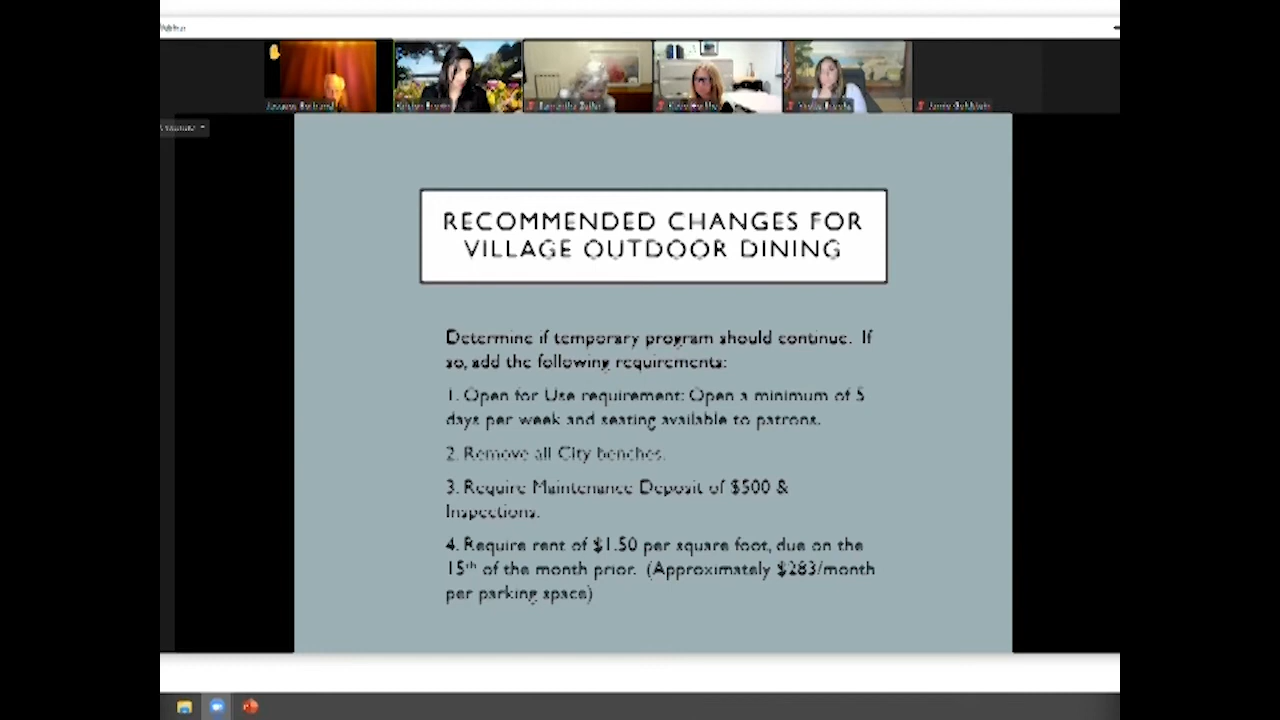 RECOMMENDED CHANGES FOR
VILLAGE OUTDOOR DINING
Determine if temporary program should continue. If
so, add the following requirements:
1. Open for Use requirement: Open a minimum of 5
days per week and seating available to patrons.
2. Remove all City benches.
3. Require Maintenance Deposit of $500 &
Inspections.
4. Require rent of $1.50 per square foot, due on the
15th of the month prior. (Approximately $283/month
per parking space)